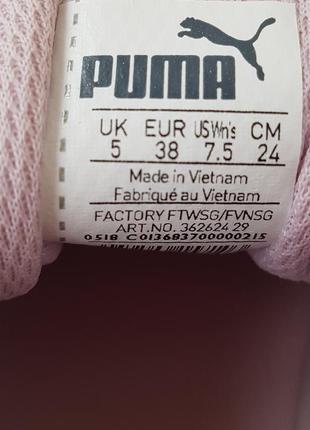 PUMA
UK EUR US Wn's CM
5 38 7.5 24
Made in Vietnam
Fabriqué au Vietnam
FACTORY FTWSG/FVNSG
ART.NO. 362624 29
0518 C013683700000215